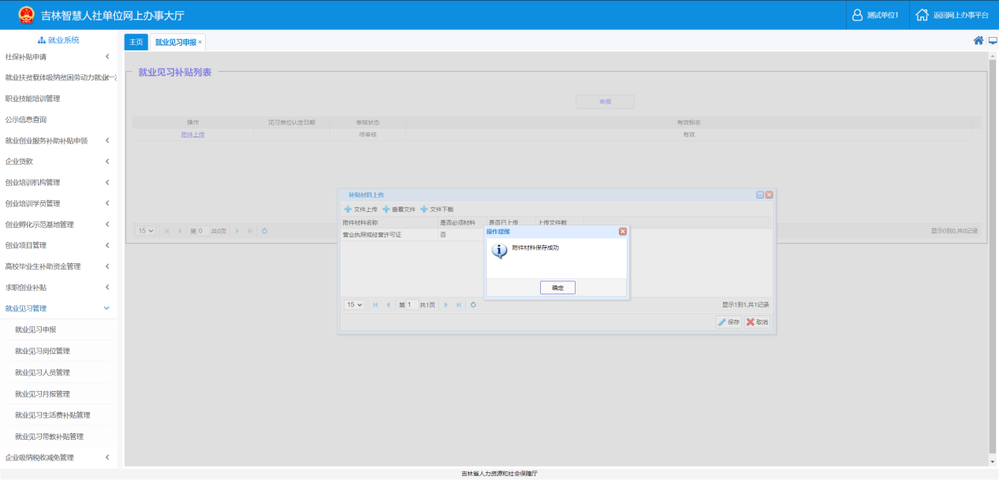 吉林智慧人社单位网上办事大厅
测试单位1
返回网上办事平台
就业系统
主页
就业见习申报×
社保补贴申请
就业扶贫载体吸纳贫困劳动力就业一次
职业技能培训管理
公示信息查询
就业创业服务补助补贴申领
企业贷款
创业培训机构管理
创业培训学员管理
创业孵化示范基地管理
创业项目管理
高校毕业生补助资金管理
求职创业补贴
就业见习管理
就业见习申报
就业见习岗位管理
就业见习人员管理
就业见习月报管理
就业见习生活费补贴管理
就业见习带教补贴管理
企业吸纳税收减免管理
就业见习补贴列表
申报
操作 见习单位认定日期 审核状态 有效标志
附件上传 待审核 有效
15 第 0 共0页 显示0到0,共0记录
补贴材料上传
文件上传 查看文件 文件下载
附件材料名称 是否必须材料 是否已上传 上传文件数
营业执照或经营许可证 否
操作提醒
附件材料保存成功
确定
15 第 1 共1页 显示1到1,共1记录
保存 取消
吉林省人力资源和社会保障厅